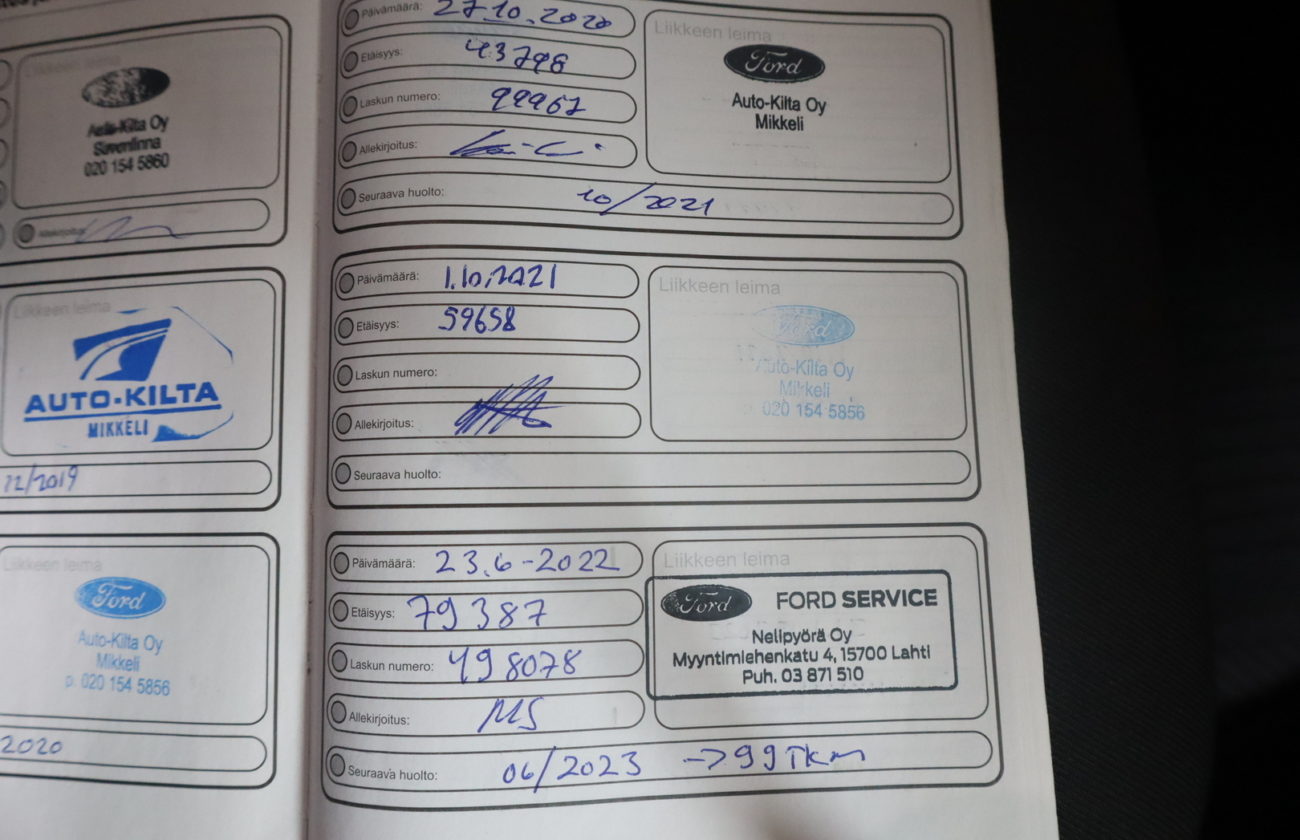 Liikkeen leima
Auto-Kilta Oy
Savonlinna
020 154 5860
Allekirjoitus:
Liikkeen leima
AUTO-KILTA
MIKKELI
12/2019
Liikkeen leima
Ford
Auto-Kilta Oy
Mikkeli
p. 020 154 5856
2020
Päivämäärä: 27.10.2020
Etäisyys: 43798
Laskun numero: 99967
Allekirjoitus:
Seuraava huolto: 10/2021
Liikkeen leima
Ford
Auto-Kilta Oy
Mikkeli
Päivämäärä: 1.10.2021
Etäisyys: 59658
Laskun numero:
Allekirjoitus:
Seuraava huolto:
Liikkeen leima
Ford
Auto-Kilta Oy
Mikkeli
p. 020 154 5856
Päivämäärä: 23.6-2022
Etäisyys: 79387
Laskun numero: 498078
Allekirjoitus: MS
Seuraava huolto: 06/2023 -> 99Tkm
Liikkeen leima
Ford FORD SERVICE
Nelipyörä Oy
Myyntimiehenkatu 4, 15700 Lahti
Puh. 03 871 510